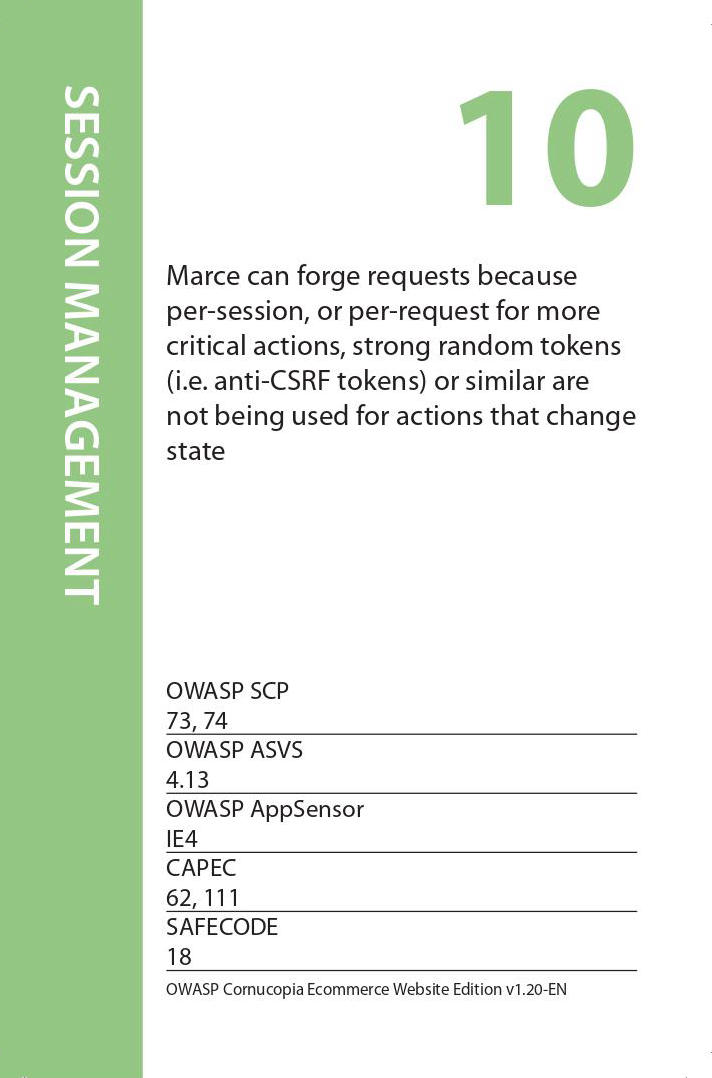 SESSION MANAGEMENT
10
Marce can forge requests because
per-session, or per-request for more
critical actions, strong random tokens
(i.e. anti-CSRF tokens) or similar are
not being used for actions that change
state
OWASP SCP
73, 74
OWASP ASVS
4.13
OWASP AppSensor
IE4
CAPEC
62, 111
SAFECODE
18
OWASP Cornucopia Ecommerce Website Edition v1.20-EN